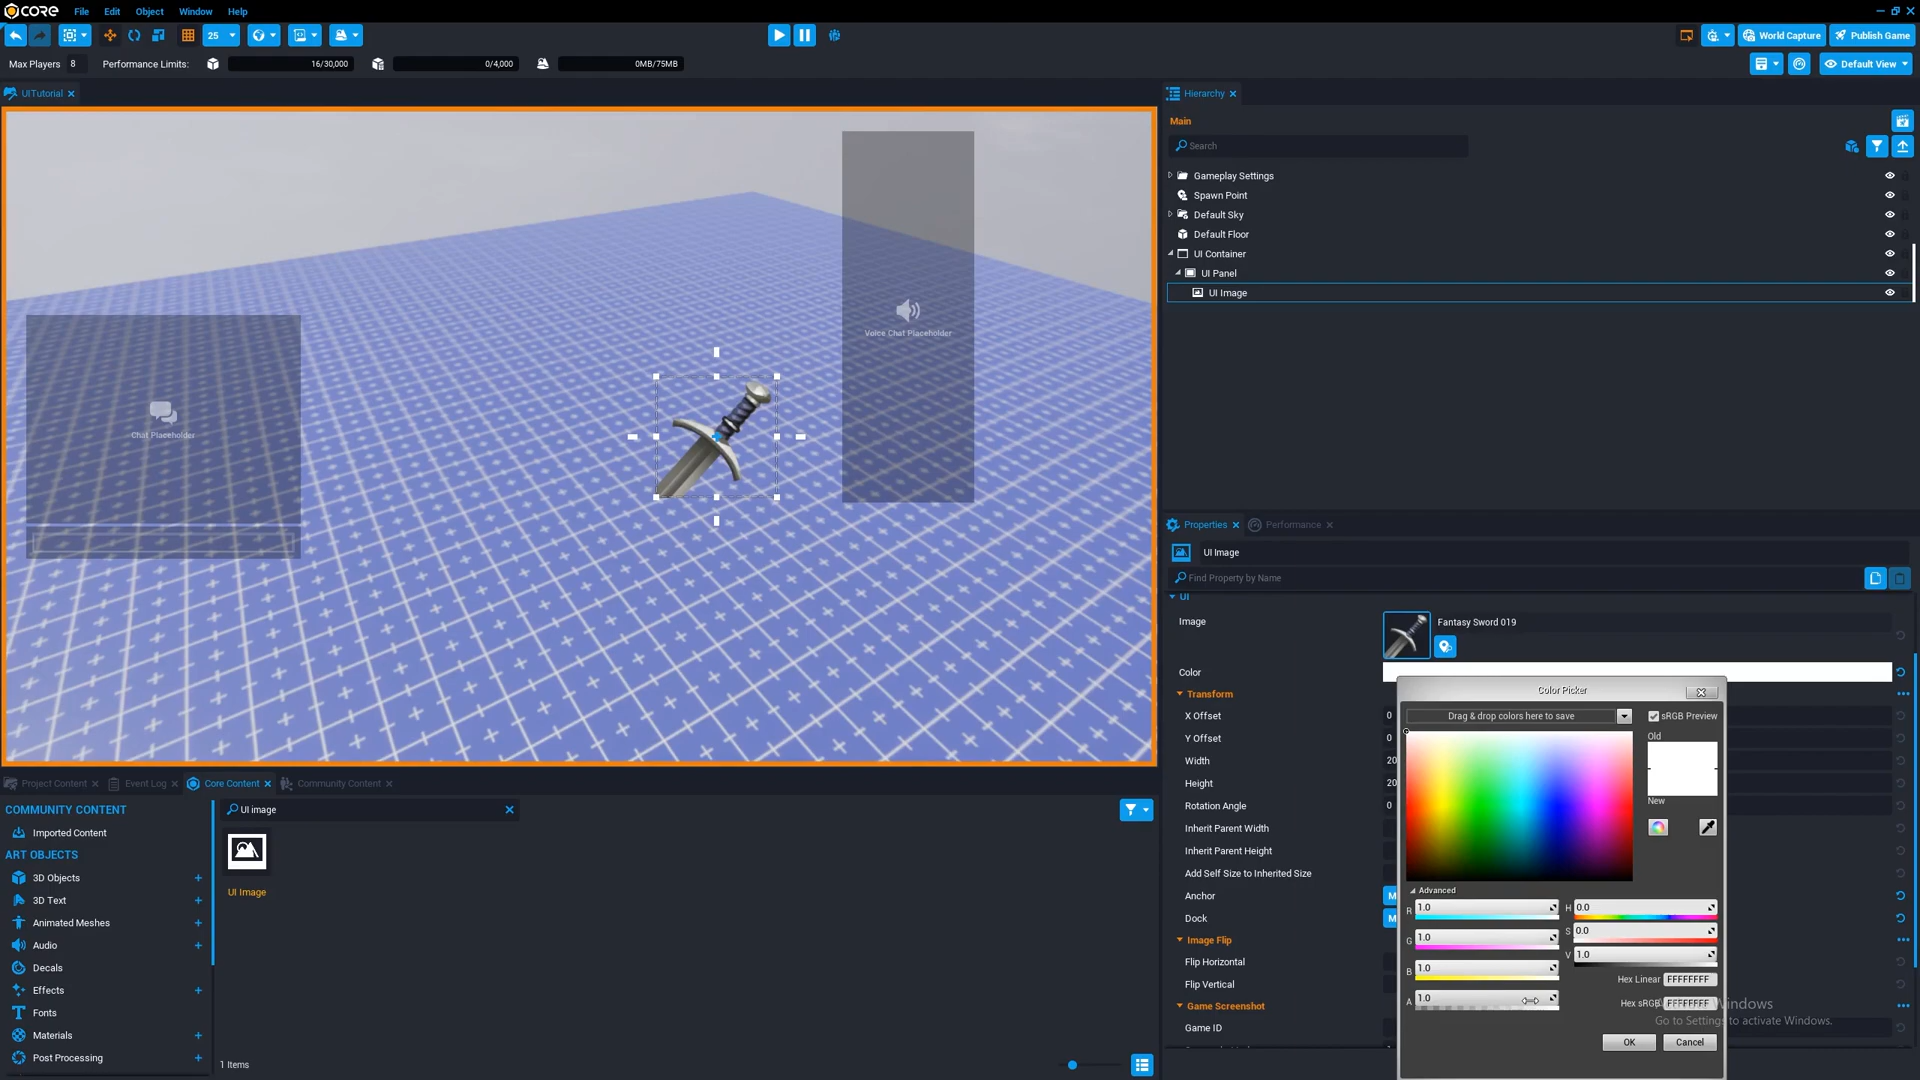 CORE File Edit Object Window Help
25 World Capture Publish Game
Max Players 8 Performance Limits: 16/30,000 0/4,000 0MB/75MB Default View
UITutorial Hierarchy
Main
Search
Gameplay Settings
Spawn Point
Default Sky
Default Floor
UI Container
UI Panel
UI Image
Voice Chat Placeholder
Chat Placeholder
Properties Performance
UI Image
Find Property by Name
UI
Image Fantasy Sword 019
Color
Transform
X Offset 0
Y Offset 0
Width 20
Height 20
Rotation Angle 0
Inherit Parent Width
Inherit Parent Height
Add Self Size to Inherited Size
Anchor M
Dock M
Image Flip
Flip Horizontal
Flip Vertical
Game Screenshot
Game ID
Color Picker
Drag & drop colors here to save sRGB Preview
Old
New
Advanced
R 1.0 H 0.0
G 1.0 S 0.0
B 1.0 V 1.0
A 1.0
Hex Linear FFFFFFFF
Hex sRGB FFFFFFFF
Windows
Go to Settings to activate Windows.
OK Cancel
Project Content Event Log Core Content Community Content
COMMUNITY CONTENT
Imported Content
ART OBJECTS
3D Objects +
3D Text +
Animated Meshes +
Audio +
Decals
Effects +
Fonts
Materials +
Post Processing +
UI image
UI Image
1 Items